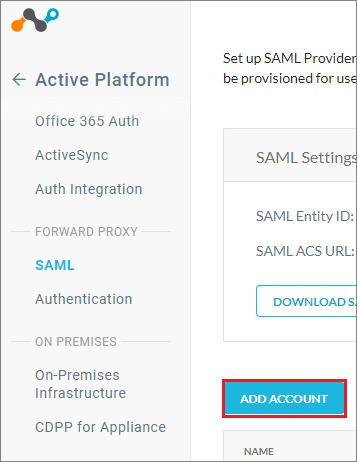 Active Platform
Office 365 Auth
ActiveSync
Auth Integration
FORWARD PROXY
SAML
Authentication
ON PREMISES
On-Premises
Infrastructure
CDPP for Appliance
Set up SAML Provider
be provisioned for use
SAML Settings
SAML Entity ID:
SAML ACS URL:
DOWNLOAD
ADD ACCOUNT
NAME